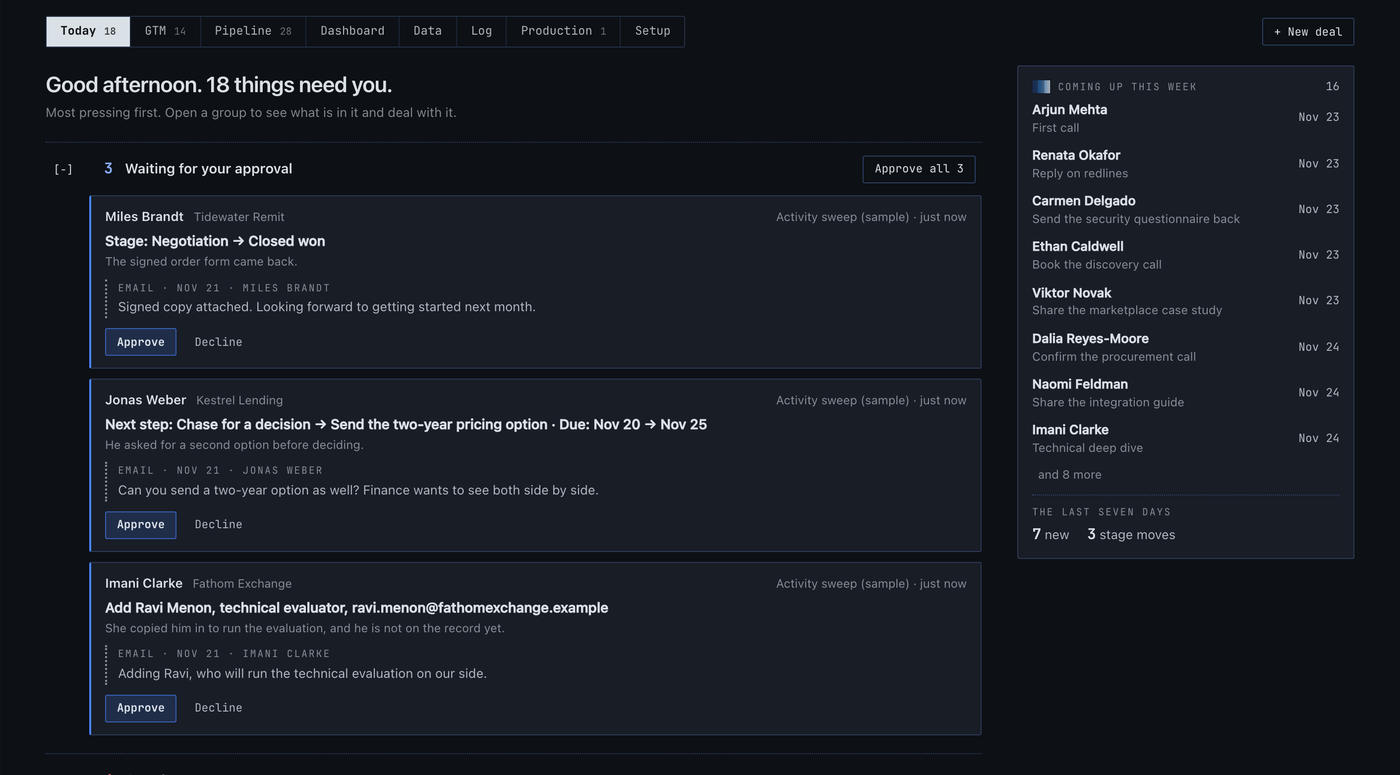 Today 18 GTM 14 Pipeline 28 Dashboard Data Log Production 1 Setup
+ New deal
Good afternoon. 18 things need you.
Most pressing first. Open a group to see what is in it and deal with it.
[-] 3 Waiting for your approval
Approve all 3
Miles Brandt Tidewater Remit
Activity sweep (sample) · just now
Stage: Negotiation → Closed won
The signed order form came back.
EMAIL · NOV 21 · MILES BRANDT
Signed copy attached. Looking forward to getting started next month.
Approve Decline
Jonas Weber Kestrel Lending
Activity sweep (sample) · just now
Next step: Chase for a decision → Send the two-year pricing option · Due: Nov 20 → Nov 25
He asked for a second option before deciding.
EMAIL · NOV 21 · JONAS WEBER
Can you send a two-year option as well? Finance wants to see both side by side.
Approve Decline
Imani Clarke Fathom Exchange
Activity sweep (sample) · just now
Add Ravi Menon, technical evaluator, ravi.menon@fathomexchange.example
She copied him in to run the evaluation, and he is not on the record yet.
EMAIL · NOV 21 · IMANI CLARKE
Adding Ravi, who will run the technical evaluation on our side.
Approve Decline
COMING UP THIS WEEK 16
Arjun Mehta
First call
Nov 23
Renata Okafor
Reply on redlines
Nov 23
Carmen Delgado
Send the security questionnaire back
Nov 23
Ethan Caldwell
Book the discovery call
Nov 23
Viktor Novak
Share the marketplace case study
Nov 23
Dalia Reyes-Moore
Confirm the procurement call
Nov 24
Naomi Feldman
Share the integration guide
Nov 24
Imani Clarke
Technical deep dive
Nov 24
and 8 more
THE LAST SEVEN DAYS
7 new 3 stage moves